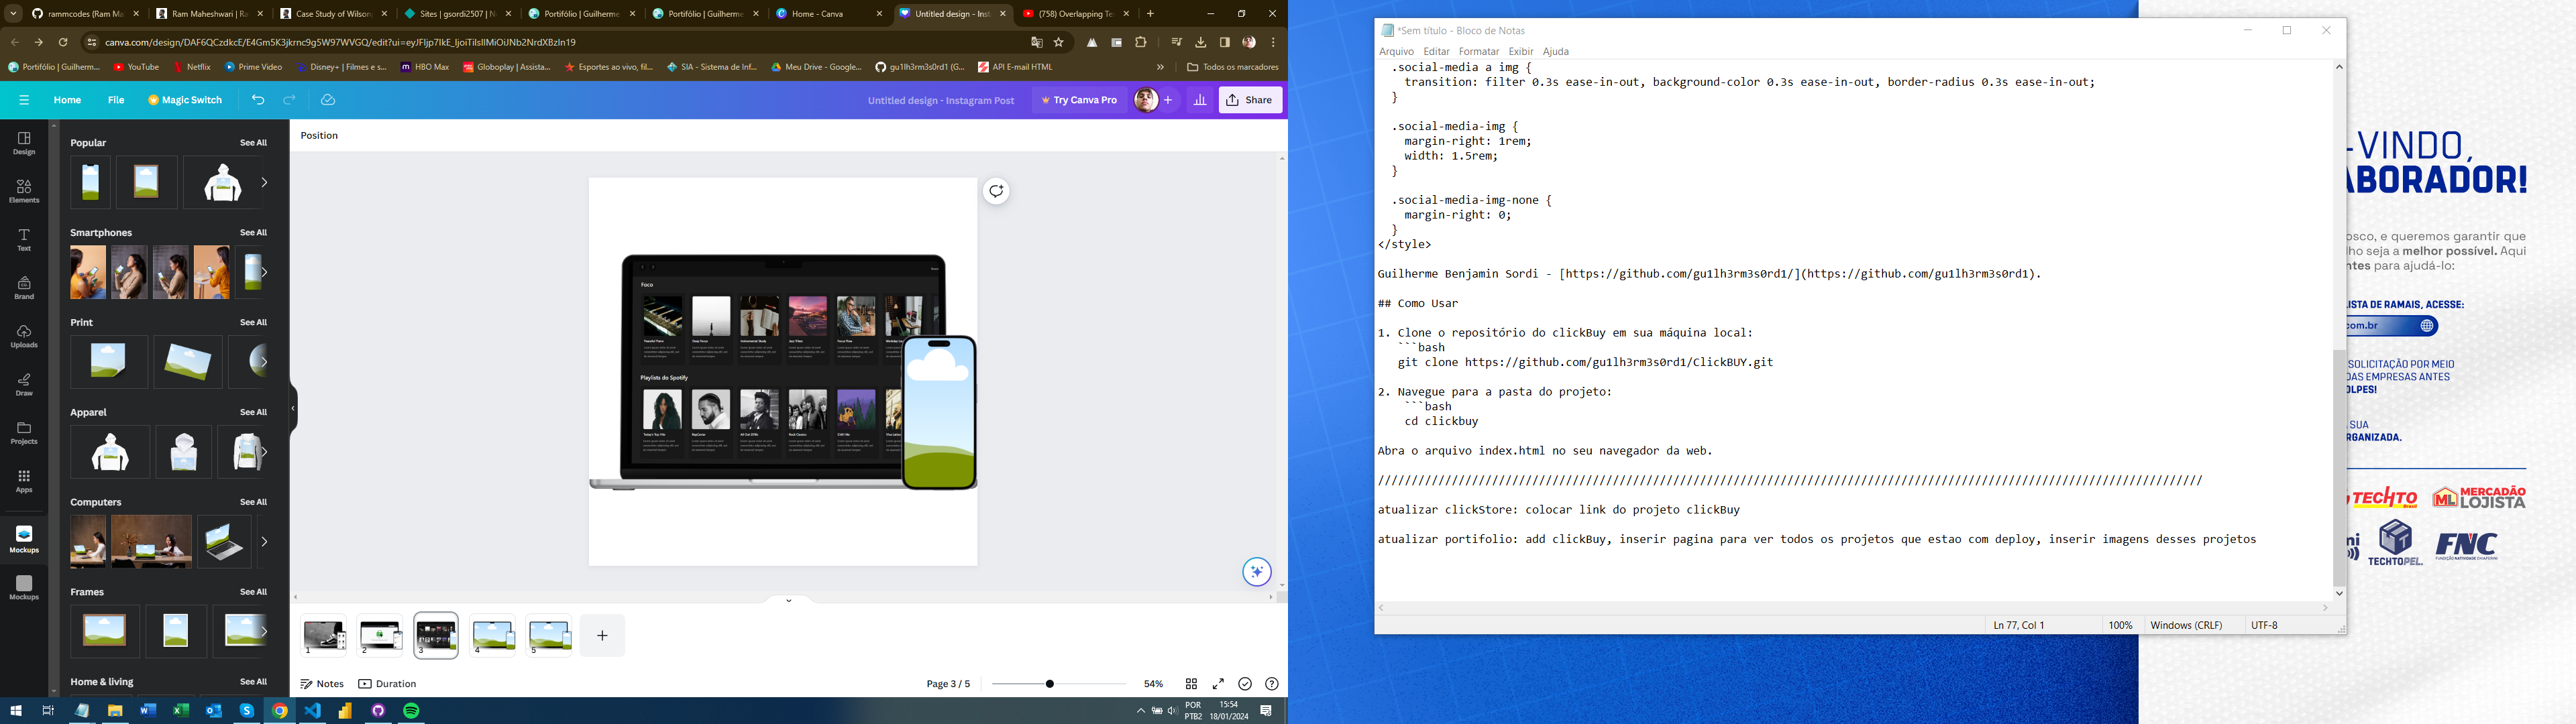 rammcodes (Ram Ma
Ram Maheshwari | Ra
Case Study of Wilson
Sites | gsordi2507 | N
Portifólio | Guilherme
Portifólio | Guilherme
Home - Canva
Untitled design - Inst
(758) Overlapping Te
canva.com/design/DAF6QCzdkcE/E4Gm5K3jkrnc9g5W97WVGQ/edit?ui=eyJFIjp7IkE_IjoiTiIsIlMiOiJNb2NrdXBzIn19
Portifólio | Guilherm...
YouTube
Netflix
Prime Video
Disney+ | Filmes e s...
HBO Max
Globoplay | Assista...
Esportes ao vivo, fil...
SIA - Sistema de Inf...
Meu Drive - Google...
gu1lh3rm3s0rd1 (G...
API E-mail HTML
Todos os marcadores
Home
File
Magic Switch
Untitled design - Instagram Post
Try Canva Pro
Share
Design
Elements
Text
Brand
Uploads
Draw
Projects
Apps
Mockups
Mockups
Popular
See All
Smartphones
See All
Print
See All
Apparel
See All
Computers
See All
Frames
See All
Home & living
See All
Position
Foco
Playlists do Spotify
1
2
3
4
5
Notes
Duration
Page 3 / 5
54%
POR
PTB2
15:54
18/01/2024
*Sem título - Bloco de Notas
Arquivo Editar Formatar Exibir Ajuda
.social-media a img {
transition: filter 0.3s ease-in-out, background-color 0.3s ease-in-out, border-radius 0.3s ease-in-out;
}
.social-media-img {
margin-right: 1rem;
width: 1.5rem;
}
.social-media-img-none {
margin-right: 0;
}
</style>
Guilherme Benjamin Sordi - [https://github.com/gu1lh3rm3s0rd1/](https://github.com/gu1lh3rm3s0rd1).
## Como Usar
1. Clone o repositório do clickBuy em sua máquina local:
```bash
git clone https://github.com/gu1lh3rm3s0rd1/ClickBUY.git
2. Navegue para a pasta do projeto:
```bash
cd clickbuy
Abra o arquivo index.html no seu navegador da web.
///////////////////////////////////////////////////////////////////////////////////////////////////////////////////////////
atualizar clickStore: colocar link do projeto clickBuy
atualizar portifolio: add clickBuy, inserir pagina para ver todos os projetos que estao com deploy, inserir imagens desses projetos
Ln 77, Col 1
100%
Windows (CRLF)
UTF-8
-VINDO,
ABORADOR!
osco, e queremos garantir que
lho seja a melhor possível. Aqui
ntes para ajudá-lo:
ISTA DE RAMAIS, ACESSE:
com.br
SOLICITAÇÃO POR MEIO
DAS EMPRESAS ANTES
OLPES!
SUA
RGANIZADA.
TECHTO
Brasil
ML MERCADÃO
LOJISTA
TECHTOPEL
FNC